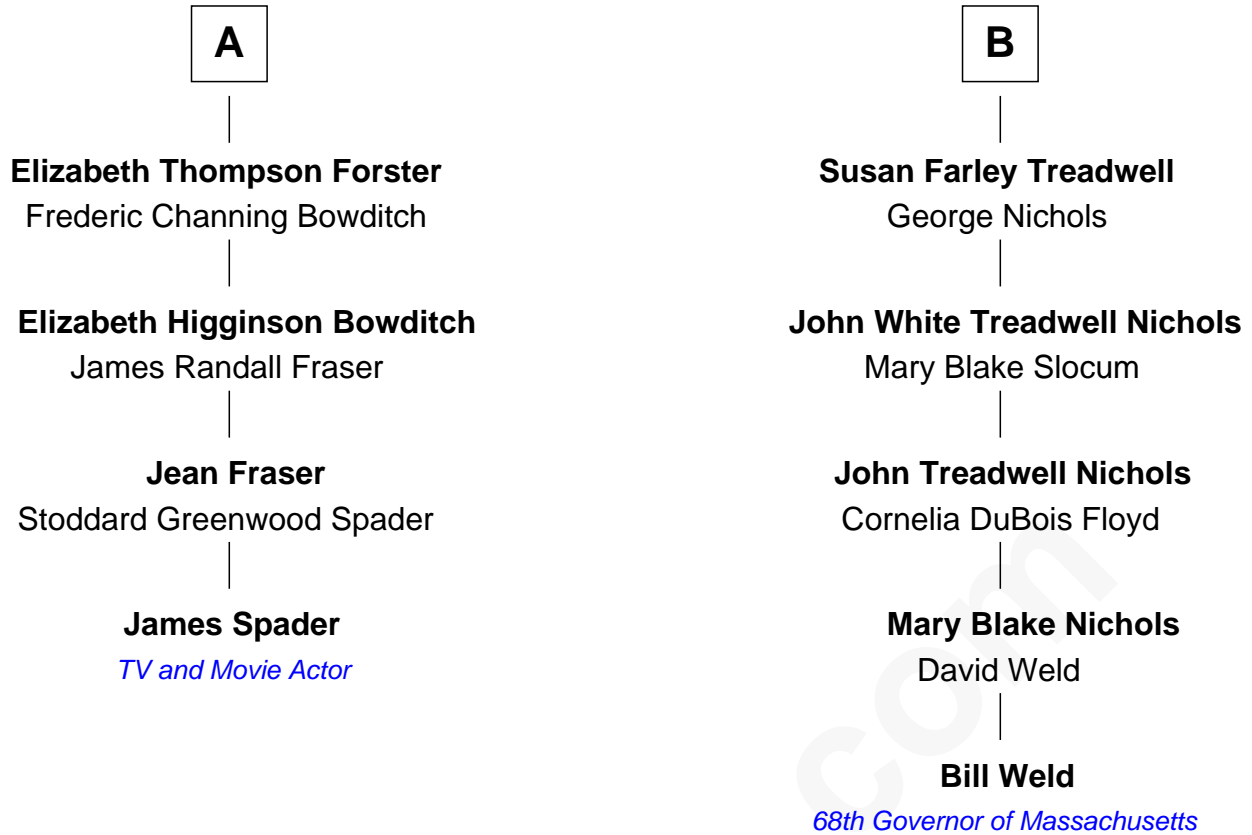 A
Elizabeth Thompson Forster
Frederic Channing Bowditch
Elizabeth Higginson Bowditch
James Randall Fraser
Jean Fraser
Stoddard Greenwood Spader
James Spader
TV and Movie Actor
B
Susan Farley Treadwell
George Nichols
John White Treadwell Nichols
Mary Blake Slocum
John Treadwell Nichols
Cornelia DuBois Floyd
Mary Blake Nichols
David Weld
Bill Weld
68th Governor of Massachusetts
com